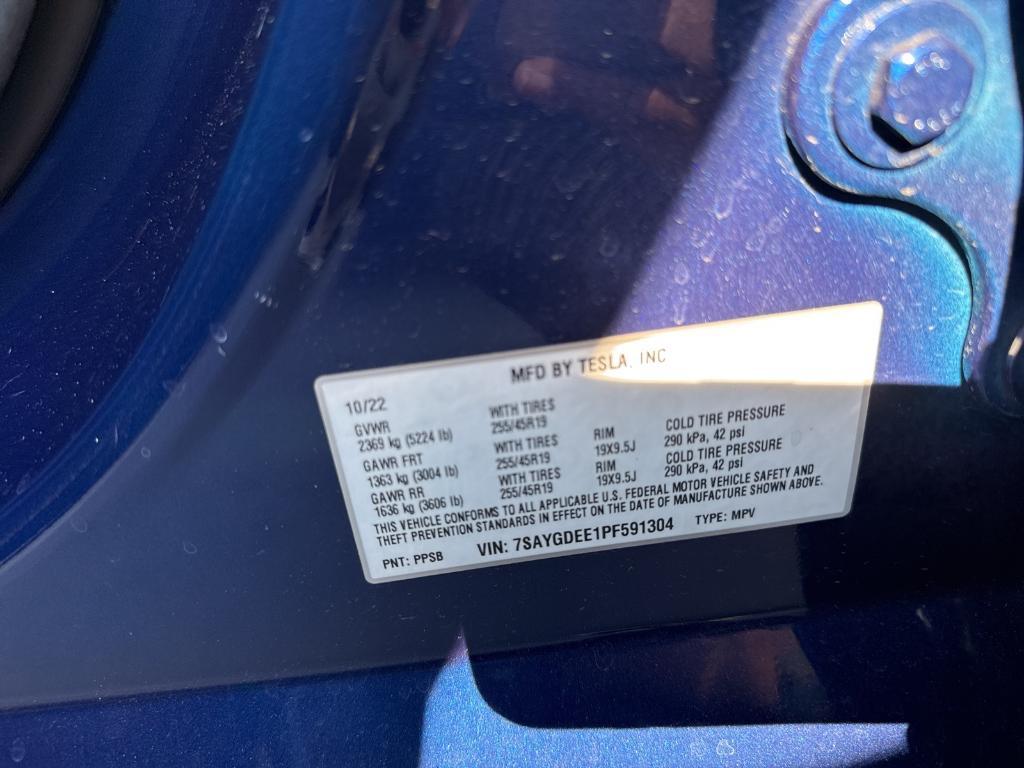 MFD BY TESLA, INC
10/22
GVWR
2369 kg (5224 lb)
WITH TIRES
255/45R19
RIM
19X9.5J
COLD TIRE PRESSURE
290 kPa, 42 psi
GAWR FRT
1363 kg (3004 lb)
WITH TIRES
255/45R19
RIM
19X9.5J
COLD TIRE PRESSURE
290 kPa, 42 psi
GAWR RR
1636 kg (3606 lb)
WITH TIRES
255/45R19
THIS VEHICLE CONFORMS TO ALL APPLICABLE U.S. FEDERAL MOTOR VEHICLE SAFETY AND
THEFT PREVENTION STANDARDS IN EFFECT ON THE DATE OF MANUFACTURE SHOWN ABOVE.
PNT: PPSB VIN: 7SAYGDEE1PF591304 TYPE: MPV